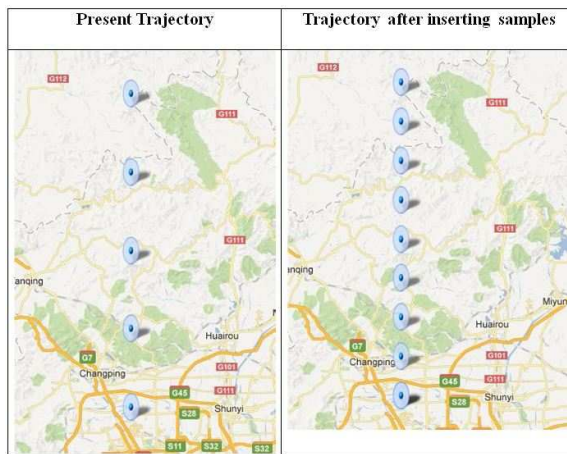 Present Trajectory
Trajectory after inserting samples
G112
G111
G111
anqing
Huairou
G7
Changping
G101
G45
G111
S28
Shunyi
S11
S32
S32
G112
G111
G111
anqing
Miyun
Huairou
G7
G101
Changping
G45
G111
S28
Shunyi